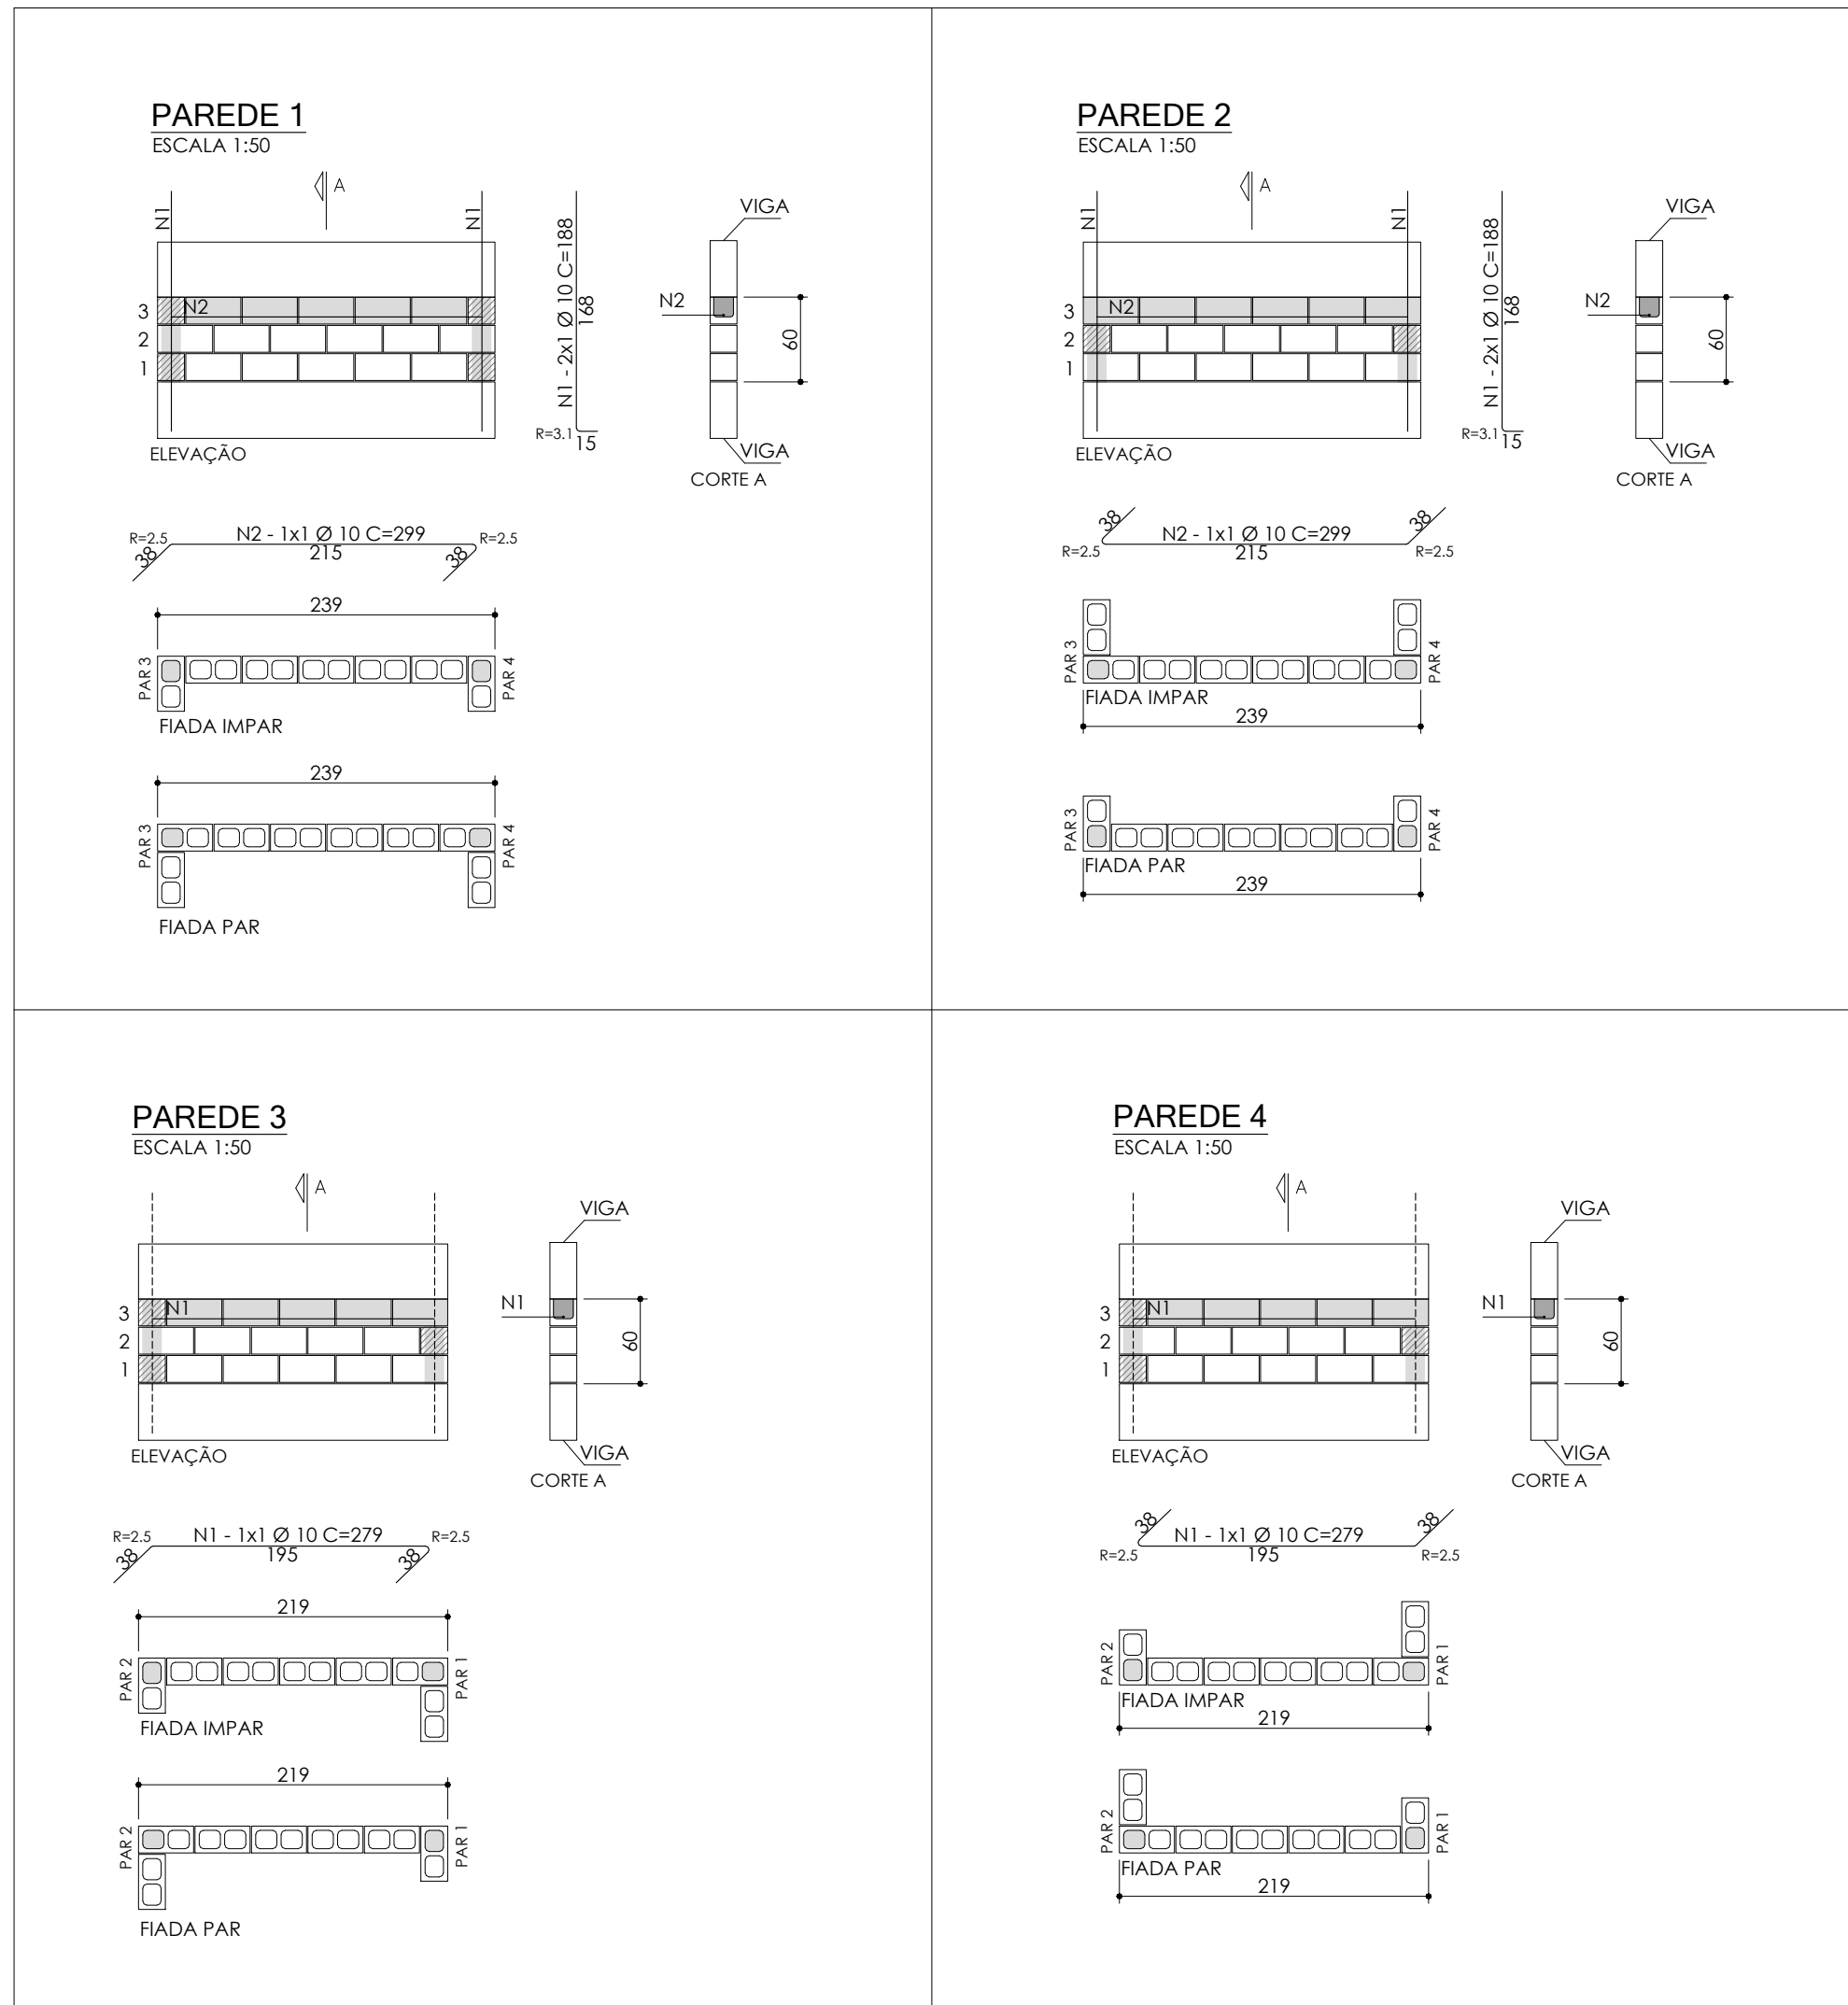 PAREDE 1
ESCALA 1:50
A
N1
N1
3
2
1
N2
ELEVAÇÃO
N1 - 2x1 Ø 10 C=188
168
R=3.1
15
VIGA
N2
60
VIGA
CORTE A
R=2.5
N2 - 1x1 Ø 10 C=299
R=2.5
38
215
38
239
PAR 3
PAR 4
FIADA IMPAR
239
PAR 3
PAR 4
FIADA PAR
PAREDE 2
ESCALA 1:50
A
N1
N1
3
2
1
N2
ELEVAÇÃO
N1 - 2x1 Ø 10 C=188
168
R=3.1
15
VIGA
N2
60
VIGA
CORTE A
38
N2 - 1x1 Ø 10 C=299
38
R=2.5
215
R=2.5
PAR 3
PAR 4
FIADA IMPAR
239
PAR 3
PAR 4
FIADA PAR
239
PAREDE 3
ESCALA 1:50
A
3
2
1
N1
ELEVAÇÃO
VIGA
N1
60
VIGA
CORTE A
R=2.5
N1 - 1x1 Ø 10 C=279
R=2.5
38
195
38
219
PAR 2
PAR 1
FIADA IMPAR
219
PAR 2
PAR 1
FIADA PAR
PAREDE 4
ESCALA 1:50
A
3
2
1
N1
ELEVAÇÃO
VIGA
N1
60
VIGA
CORTE A
38
N1 - 1x1 Ø 10 C=279
38
R=2.5
195
R=2.5
PAR 2
PAR 1
FIADA IMPAR
219
PAR 2
PAR 1
FIADA PAR
219